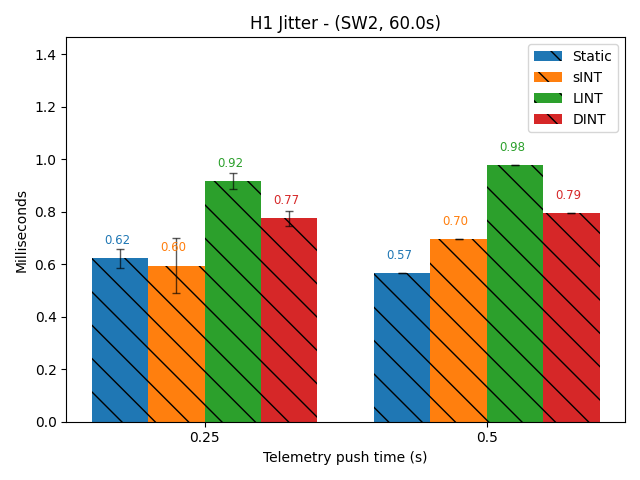 H1 Jitter - (SW2, 60.0s)
Milliseconds
1.4
1.2
1.0
0.8
0.6
0.4
0.2
0.0
Static
sINT
LINT
DINT
0.62
0.60
0.92
0.77
0.57
0.70
0.98
0.79
0.25
0.5
Telemetry push time (s)